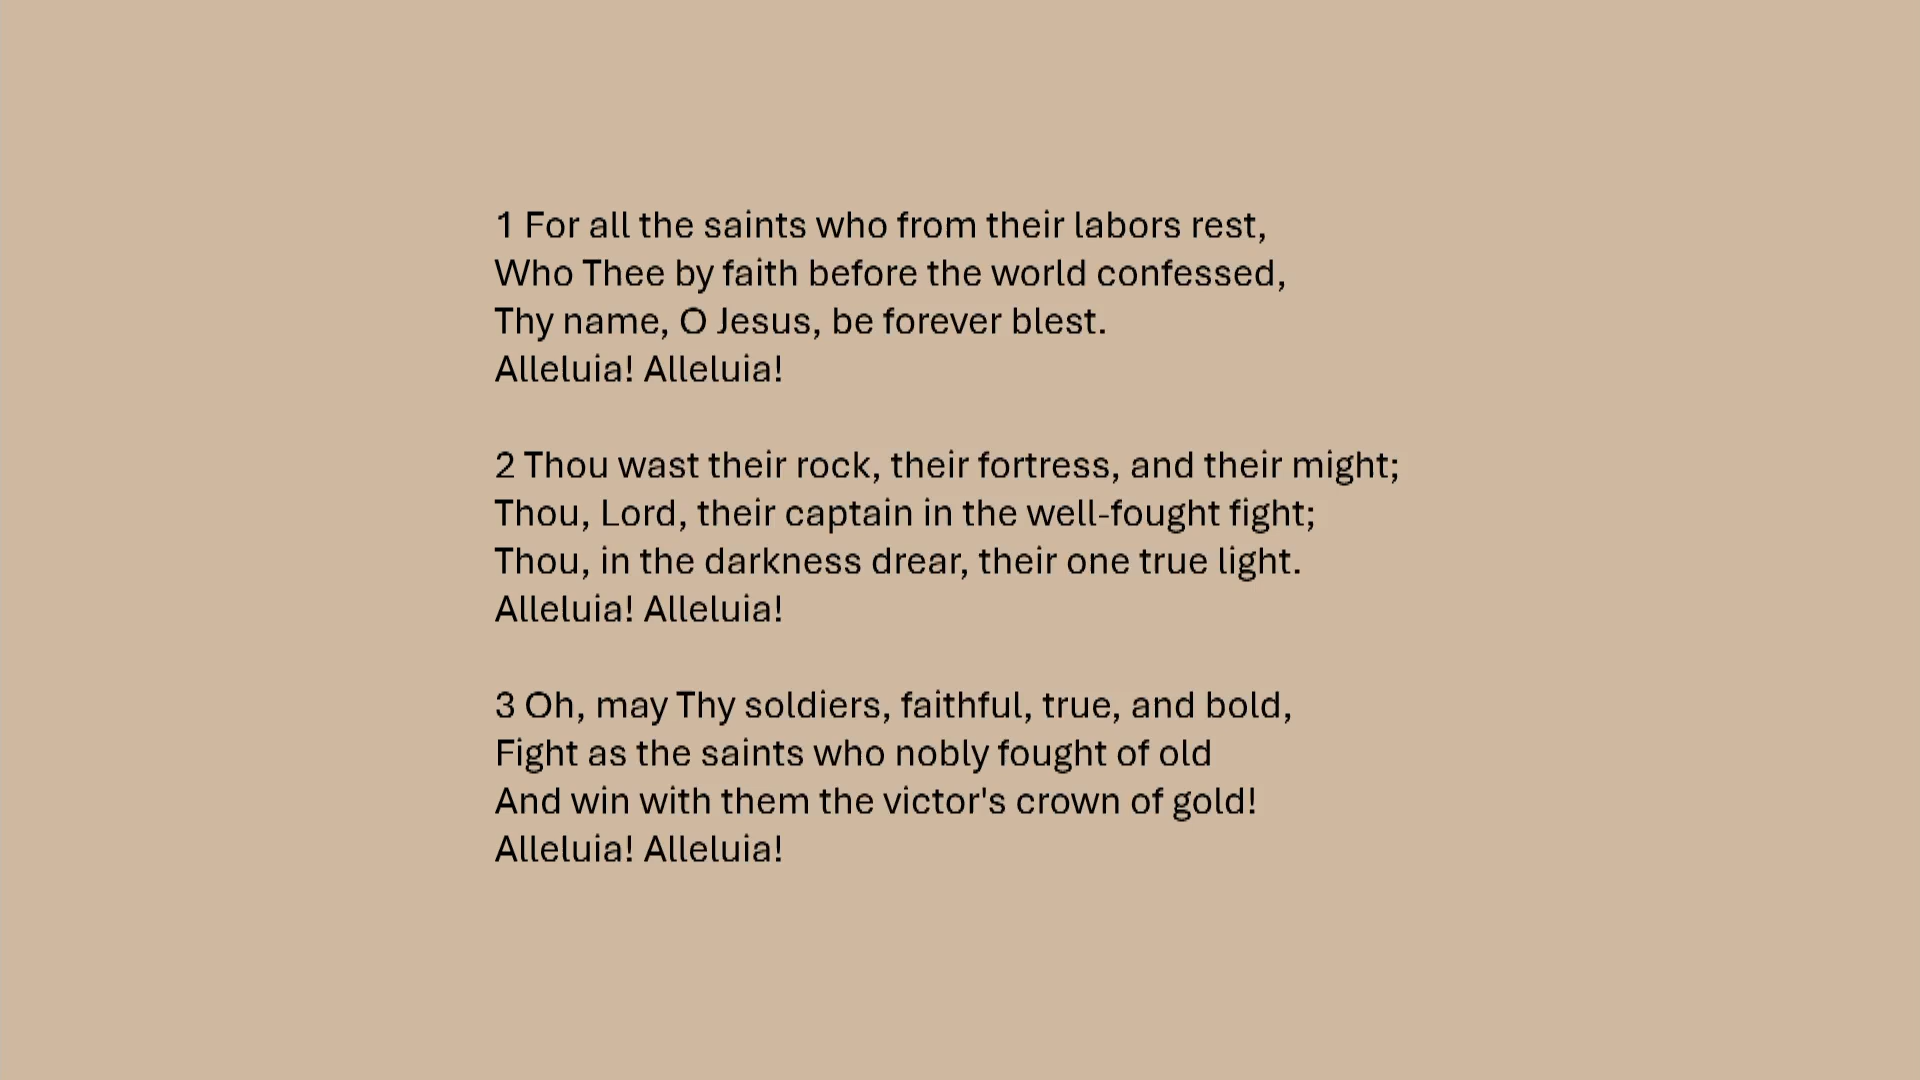 1 For all the saints who from their labors rest,
Who Thee by faith before the world confessed,
Thy name, O Jesus, be forever blest.
Alleluia! Alleluia!
2 Thou wast their rock, their fortress, and their might;
Thou, Lord, their captain in the well-fought fight;
Thou, in the darkness drear, their one true light.
Alleluia! Alleluia!
3 Oh, may Thy soldiers, faithful, true, and bold,
Fight as the saints who nobly fought of old
And win with them the victor's crown of gold!
Alleluia! Alleluia!